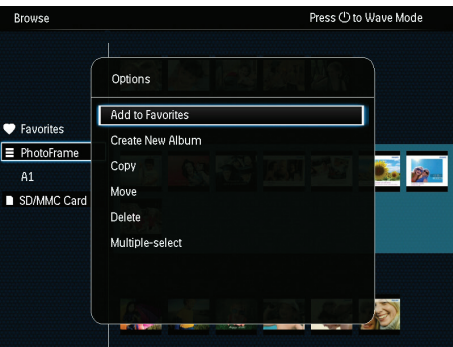 Browse
Press ⏻ to Wave Mode
Options
Add to Favorites
Create New Album
Copy
Move
Delete
Multiple-select
Favorites
PhotoFrame
A1
SD/MMC Card